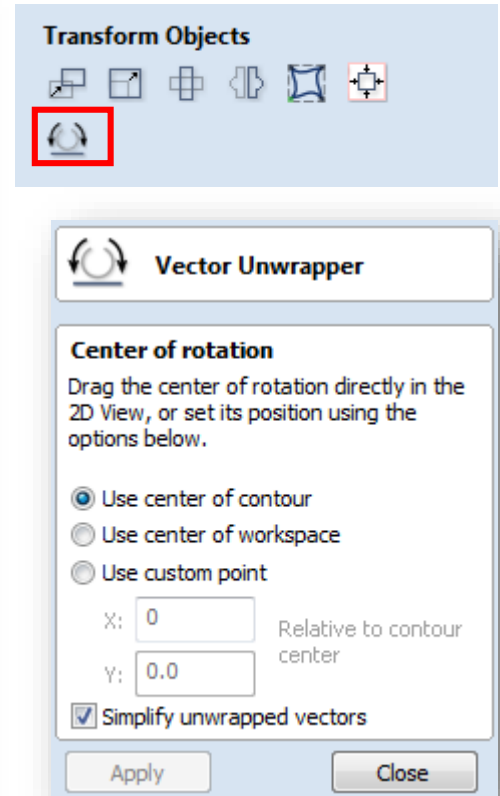 Transform Objects
Vector Unwrapper
Center of rotation
Drag the center of rotation directly in the
2D View, or set its position using the
options below.
Use center of contour
Use center of workspace
Use custom point
X: 0
Relative to contour
center
Y: 0.0
Simplify unwrapped vectors
Apply Close